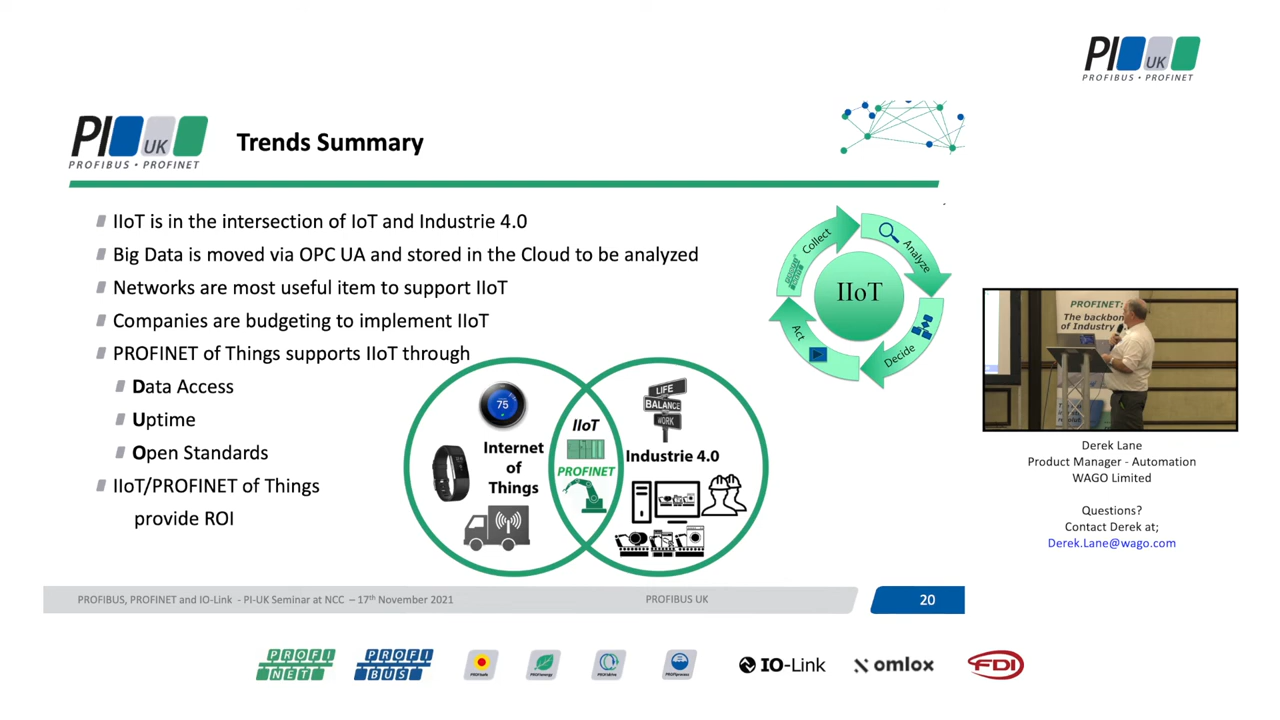 PI UK
PROFIBUS • PROFINET
PI UK
PROFIBUS • PROFINET
Trends Summary
IIoT is in the intersection of IoT and Industrie 4.0
Big Data is moved via OPC UA and stored in the Cloud to be analyzed
Networks are most useful item to support IIoT
Companies are budgeting to implement IIoT
PROFINET of Things supports IIoT through
Data Access
Uptime
Open Standards
IIoT/PROFINET of Things
provide ROI
Collect
Analyze
Decide
Act
IIoT
75
Internet
of
Things
IIoT
PROFINET
LIFE
BALANCE
WORK
Industrie 4.0
PROFINET:
The backbon
of Industry
Derek Lane
Product Manager - Automation
WAGO Limited
Questions?
Contact Derek at;
Derek.Lane@wago.com
PROFIBUS, PROFINET and IO-Link - PI-UK Seminar at NCC – 17th November 2021
PROFIBUS UK
20
PROFI
NET
PROFI
BUS
PROFIsafe
PROFIenergy
PROFIdrive
PROFIprocess
IO-Link
omlox
FDI